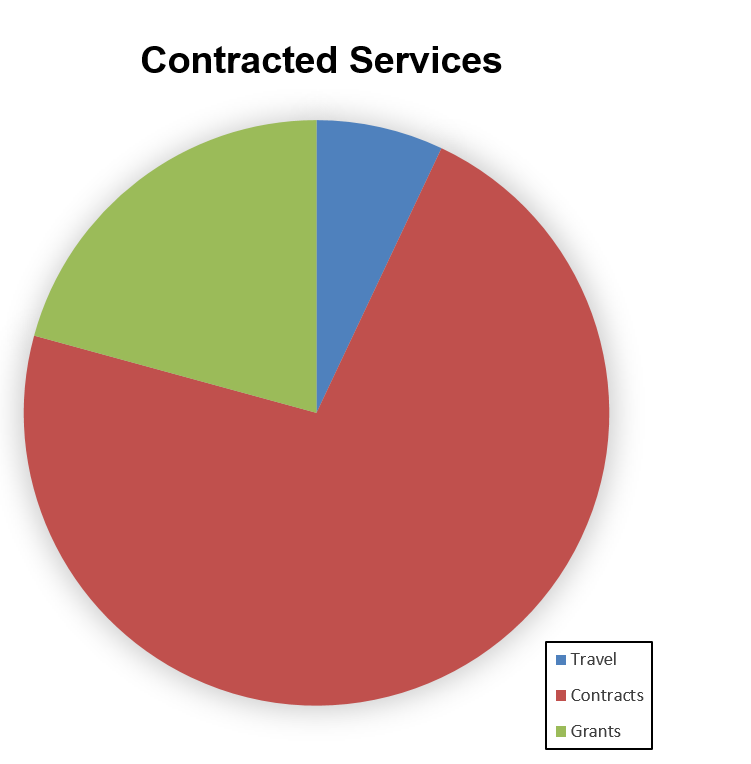 Contracted Services
Travel
Contracts
Grants